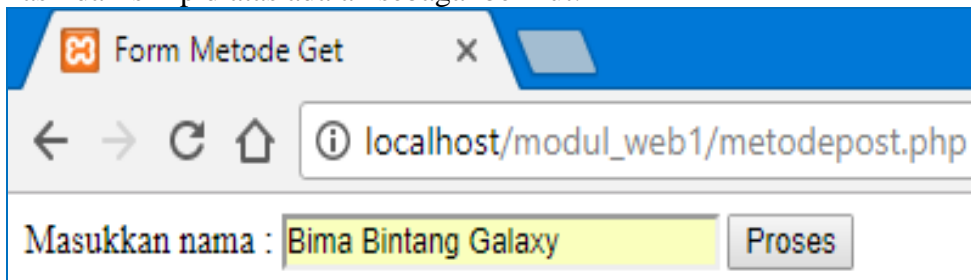 Form Metode Get
localhost/modul_web1/metodepost.php
Masukkan nama : Bima Bintang Galaxy Proses